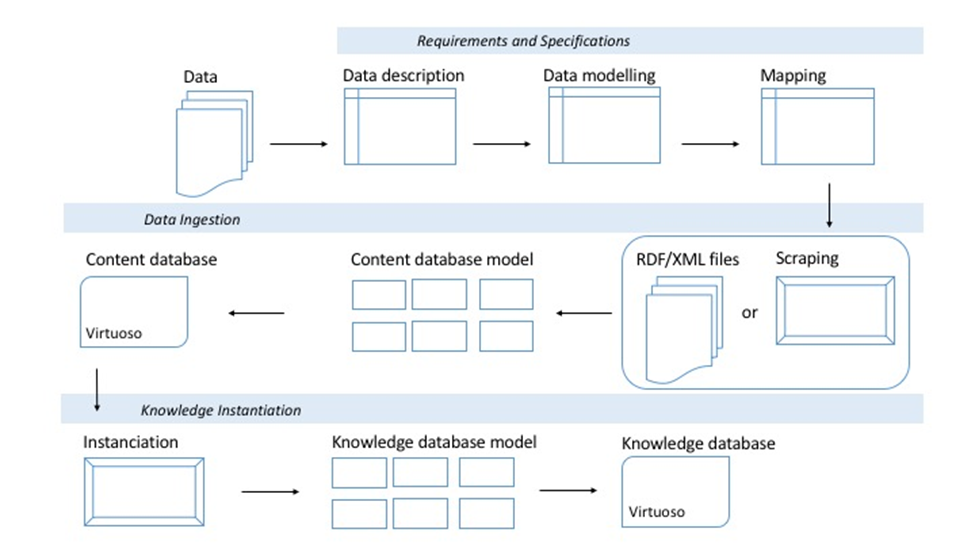 Requirements and Specifications
Data
Data description
Data modelling
Mapping
Data Ingestion
Content database
Content database model
RDF/XML files
Scraping
or
Virtuoso
Knowledge Instantiation
Instanciation
Knowledge database model
Knowledge database
Virtuoso